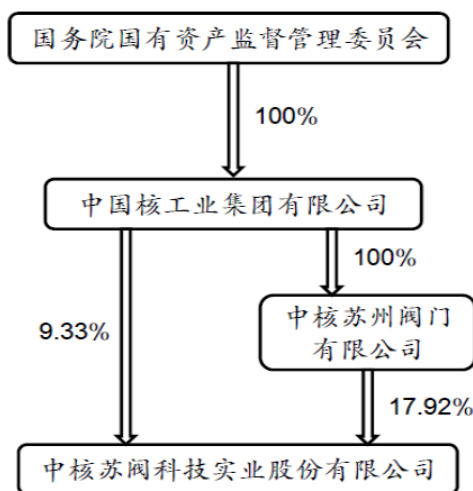 国务院国有资产监督管理委员会
100%
中国核工业集团有限公司
100%
9.33%
中核苏州阀门
有限公司
17.92%
中核苏阀科技实业股份有限公司